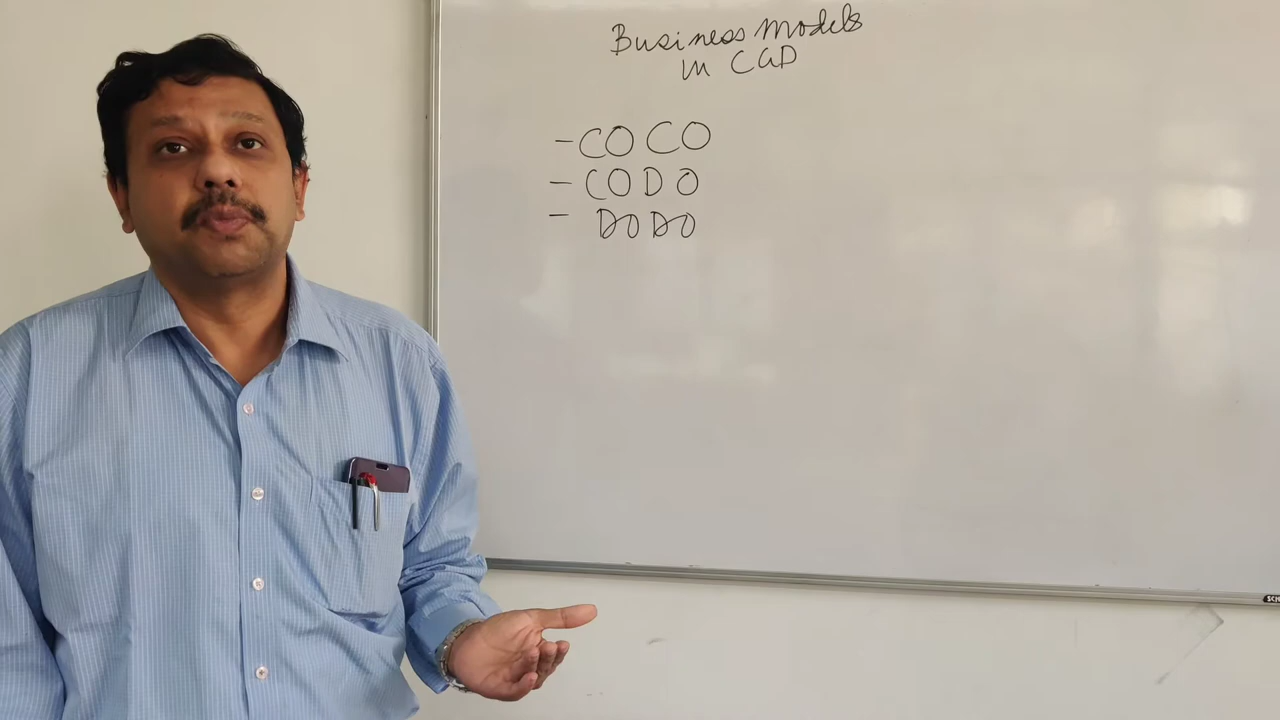 Business Models
in CGD
- COCO
- CODO
- DODO